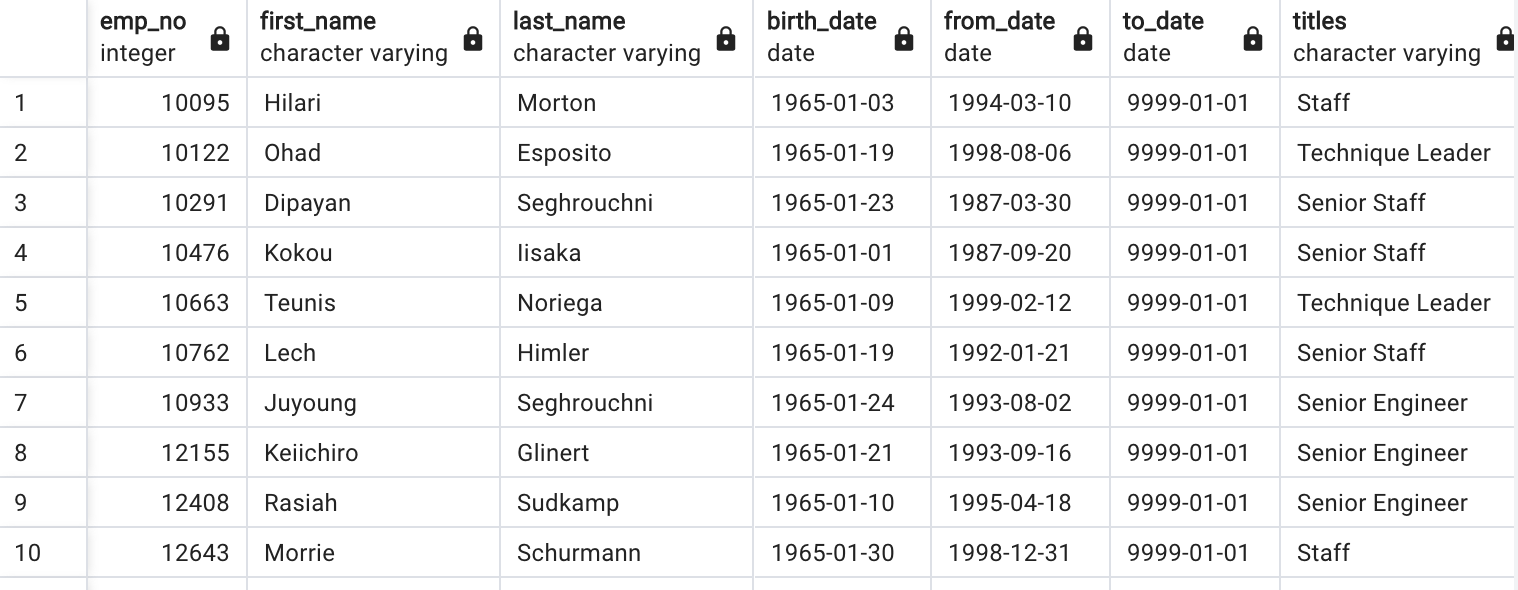 emp_no first_name last_name birth_date from_date to_date titles
integer character varying character varying date date date character varying
1 10095 Hilari Morton 1965-01-03 1994-03-10 9999-01-01 Staff
2 10122 Ohad Esposito 1965-01-19 1998-08-06 9999-01-01 Technique Leader
3 10291 Dipayan Seghrouchni 1965-01-23 1987-03-30 9999-01-01 Senior Staff
4 10476 Kokou Iisaka 1965-01-01 1987-09-20 9999-01-01 Senior Staff
5 10663 Teunis Noriega 1965-01-09 1999-02-12 9999-01-01 Technique Leader
6 10762 Lech Himler 1965-01-19 1992-01-21 9999-01-01 Senior Staff
7 10933 Juyoung Seghrouchni 1965-01-24 1993-08-02 9999-01-01 Senior Engineer
8 12155 Keiichiro Glinert 1965-01-21 1993-09-16 9999-01-01 Senior Engineer
9 12408 Rasiah Sudkamp 1965-01-10 1995-04-18 9999-01-01 Senior Engineer
10 12643 Morrie Schurmann 1965-01-30 1998-12-31 9999-01-01 Staff